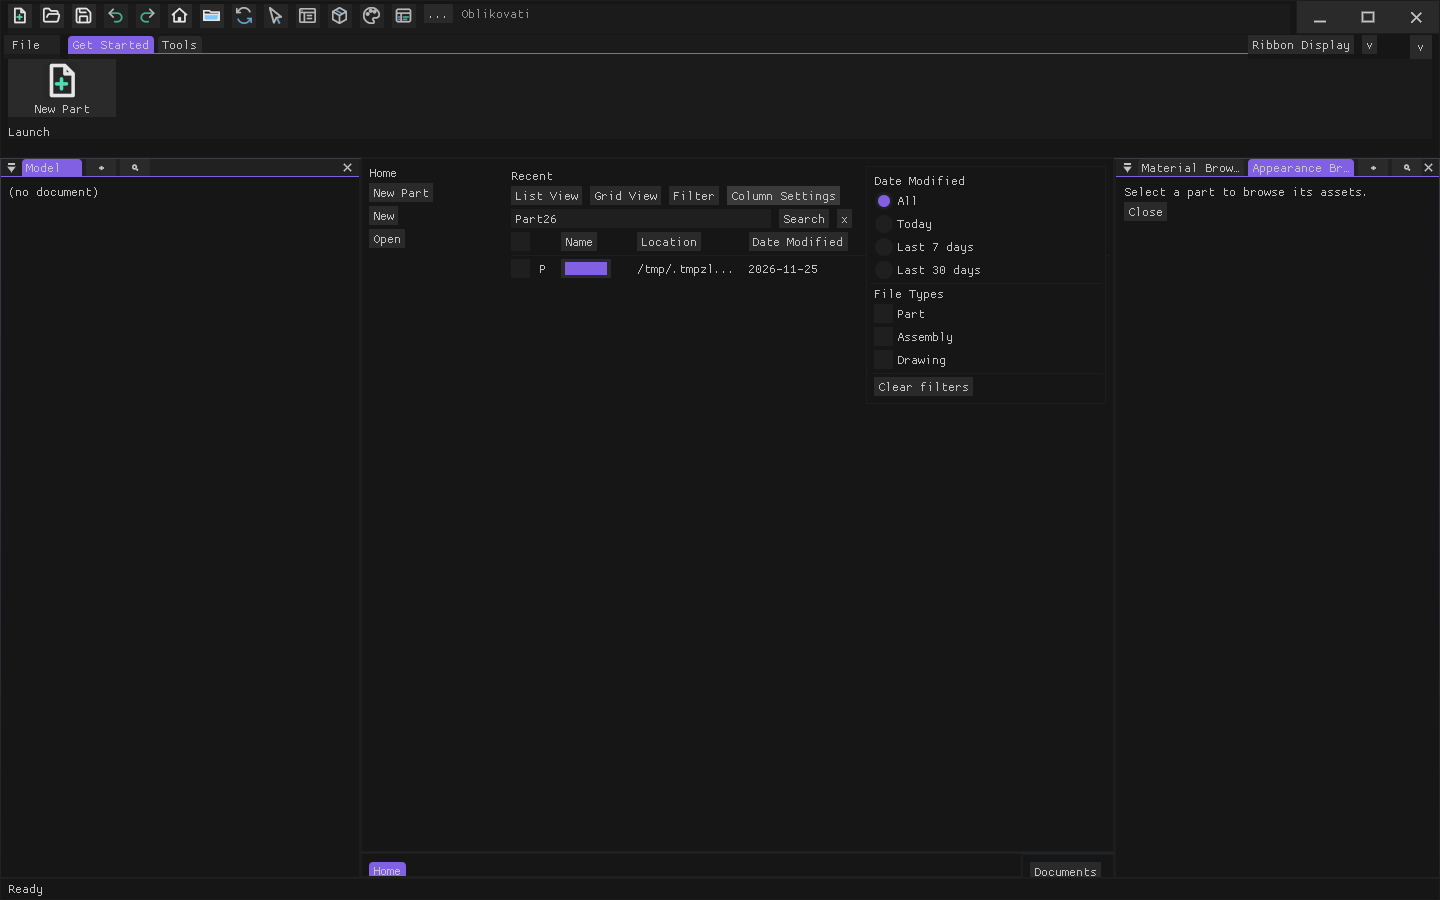 ... Oblikovati
File Get Started Tools Ribbon Display v v
New Part
Launch
Model
(no document)
Home
New Part
New
Open
Recent
List View Grid View Filter Column Settings
Part26 Search x
Name Location Date Modified
P /tmp/.tmpzl... 2026-11-25
Date Modified
All
Today
Last 7 days
Last 30 days
File Types
Part
Assembly
Drawing
Clear filters
Material Brow… Appearance Br…
Select a part to browse its assets.
Close
Home Documents
Ready